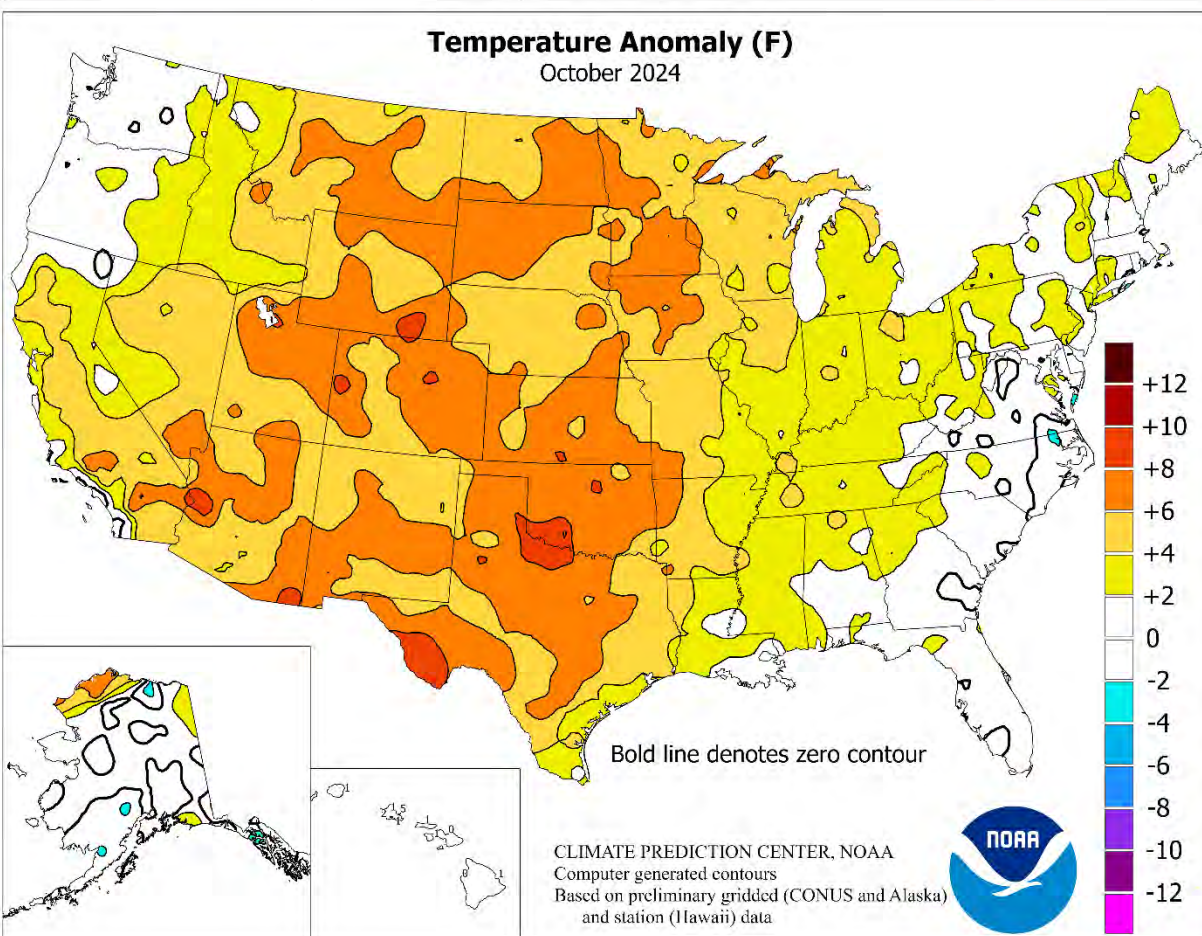 Temperature Anomaly (F)
October 2024
+12
+10
+8
+6
+4
+2
0
-2
-4
-6
-8
-10
-12
Bold line denotes zero contour
CLIMATE PREDICTION CENTER, NOAA
Computer generated contours
Based on preliminary gridded (CONUS and Alaska)
and station (Hawaii) data
NOAA